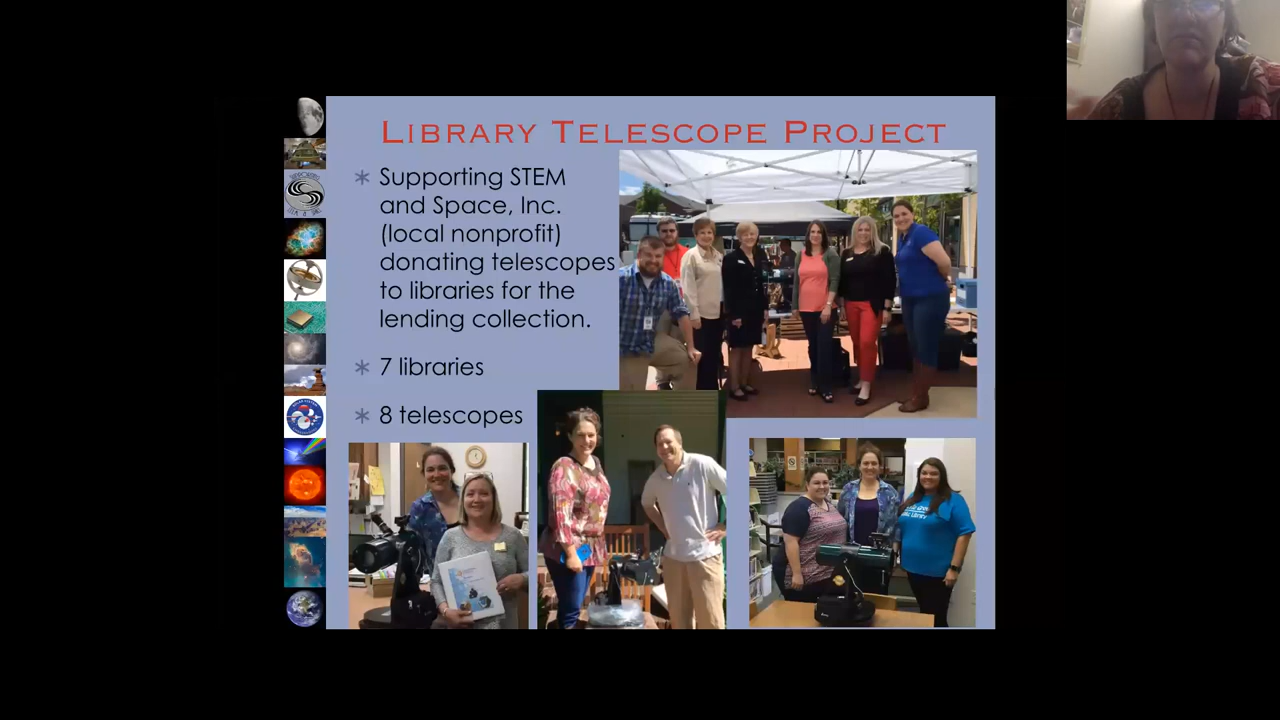 LIBRARY TELESCOPE PROJECT
Supporting STEM
and Space, Inc.
(local nonprofit)
donating telescopes
to libraries for the
lending collection.
7 libraries
8 telescopes